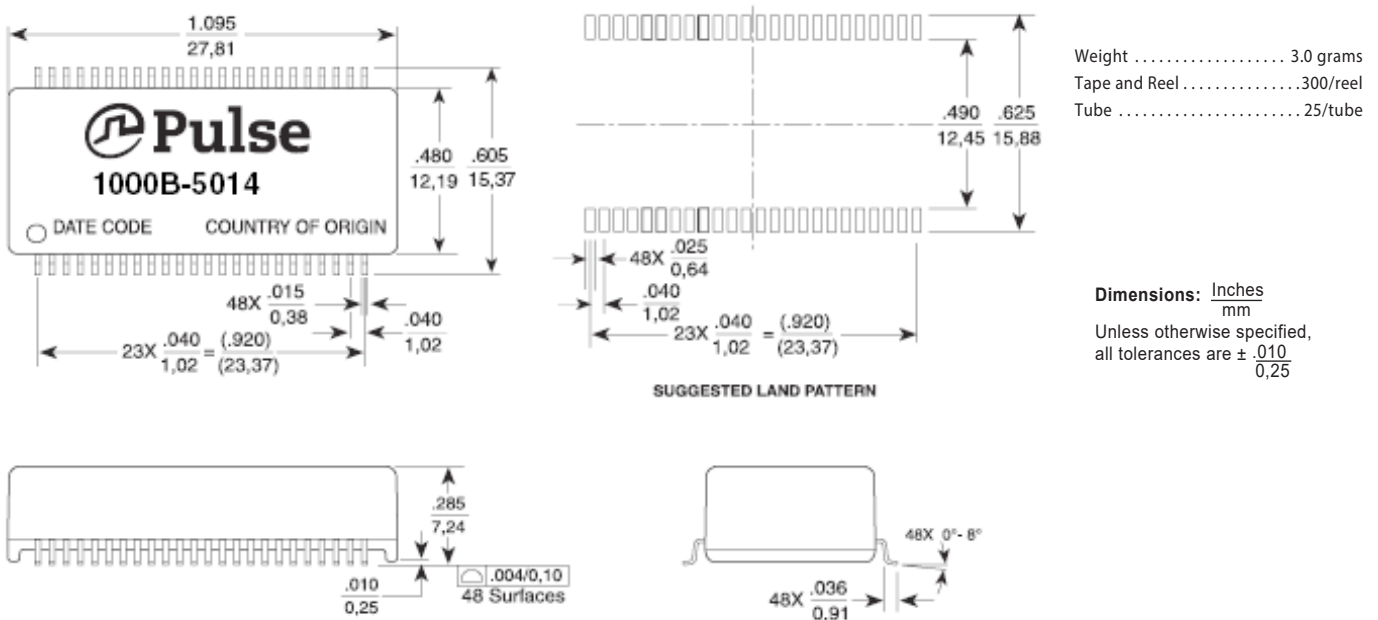 1.095
27,81
Pulse
1000B-5014
DATE CODE COUNTRY OF ORIGIN
.480 .605
12,19 15,37
48X .015
0,38
.040
1,02
23X .040 = (.920)
1,02 (23,37)
.490 .625
12,45 15,88
48X .025
0,64
.040
1,02
23X .040 = (.920)
1,02 (23,37)
SUGGESTED LAND PATTERN
Weight ................... 3.0 grams
Tape and Reel ...............300/reel
Tube ....................... 25/tube
Dimensions: Inches
mm
Unless otherwise specified,
all tolerances are ± .010
0,25
.285
7,24
.010
0,25
.004/0,10
48 Surfaces
48X 0°- 8°
48X .036
0,91